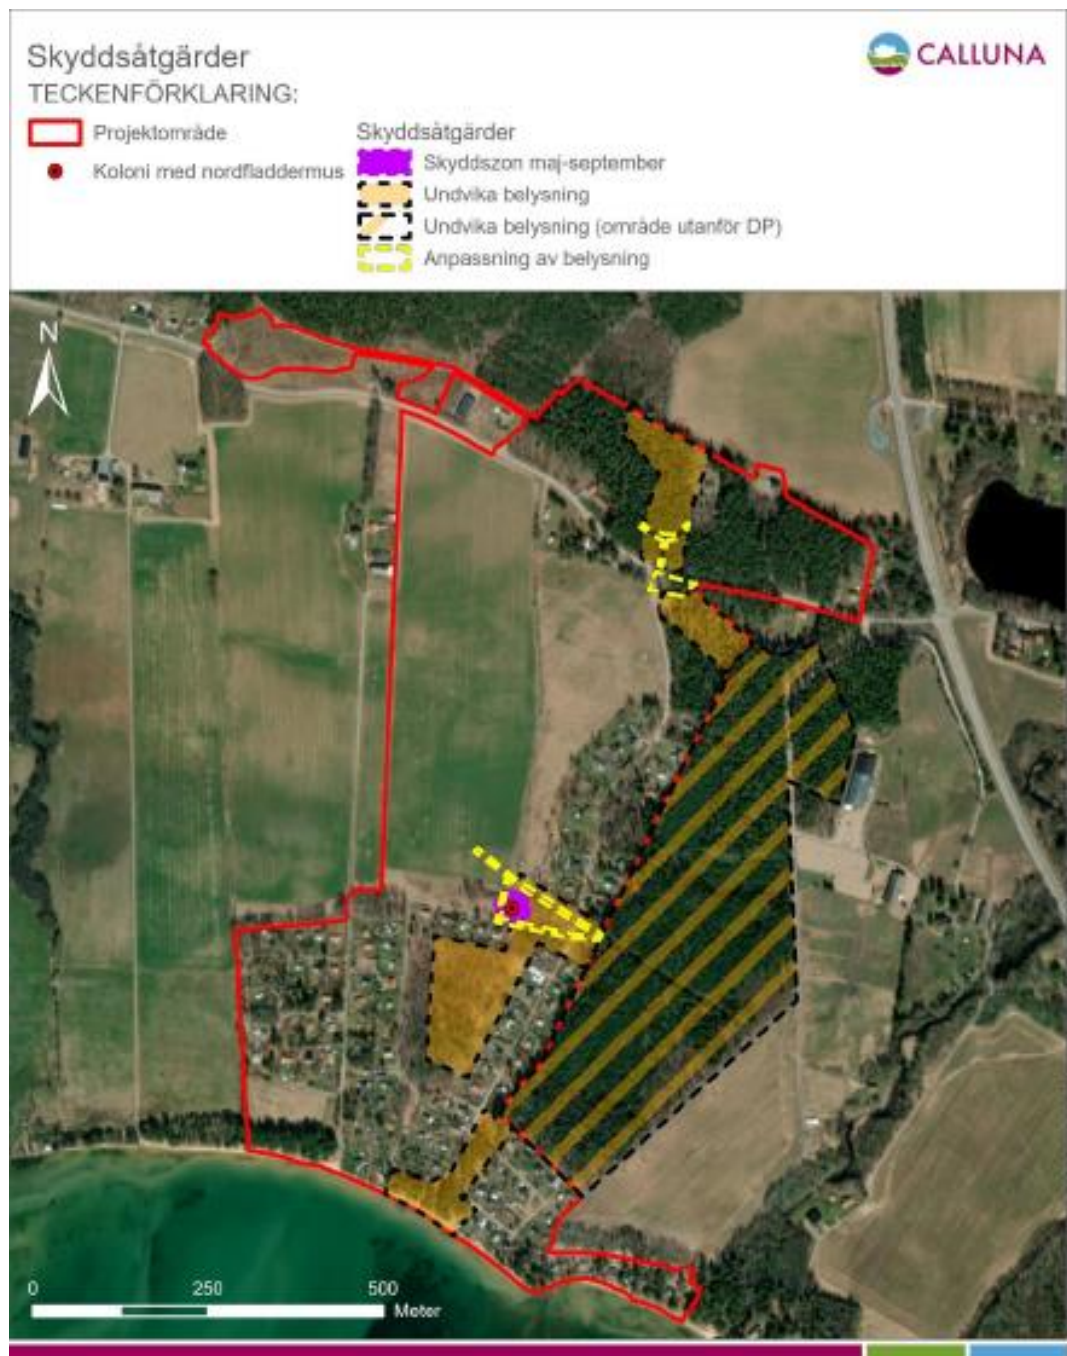 Skyddsåtgärder
CALLUNA
TECKENFÖRKLARING:
Projektområde
Koloni med nordfladdermus
Skyddsåtgärder
Skyddszon maj-september
Undvika belysning
Undvika belysning (område utanför DP)
Anpassning av belysning
N
0 250 500
Meter